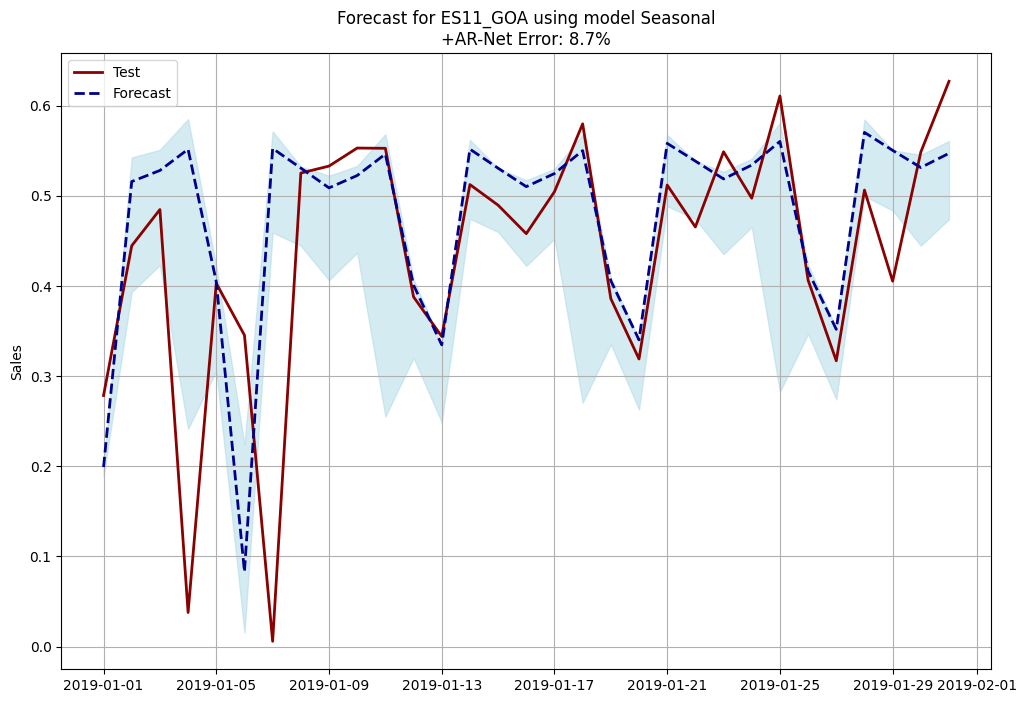 Forecast for ES11_GOA using model Seasonal
+AR-Net Error: 8.7%
Test
Forecast
Sales
0.6
0.5
0.4
0.3
0.2
0.1
0.0
2019-01-01 2019-01-05 2019-01-09 2019-01-13 2019-01-17 2019-01-21 2019-01-25 2019-01-29 2019-02-01